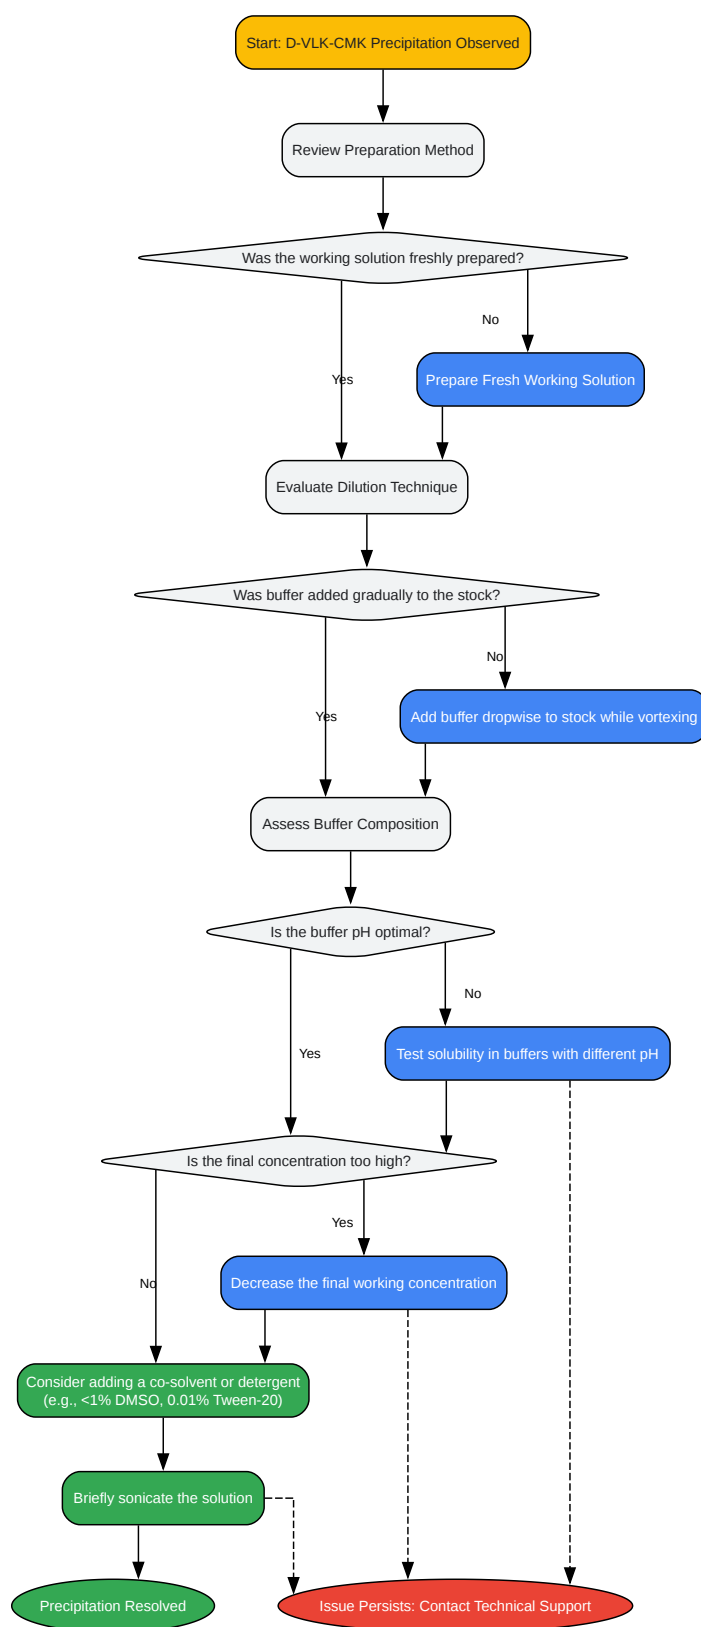 Start: D-VLK-CMK Precipitation Observed
Review Preparation Method
Was the working solution freshly prepared?
No
Yes
Prepare Fresh Working Solution
Evaluate Dilution Technique
Was buffer added gradually to the stock?
No
Yes
Add buffer dropwise to stock while vortexing
Assess Buffer Composition
Is the buffer pH optimal?
No
Yes
Test solubility in buffers with different pH
Is the final concentration too high?
Yes
No
Decrease the final working concentration
Consider adding a co-solvent or detergent
(e.g., <1% DMSO, 0.01% Tween-20)
Briefly sonicate the solution
Precipitation Resolved
Issue Persists: Contact Technical Support